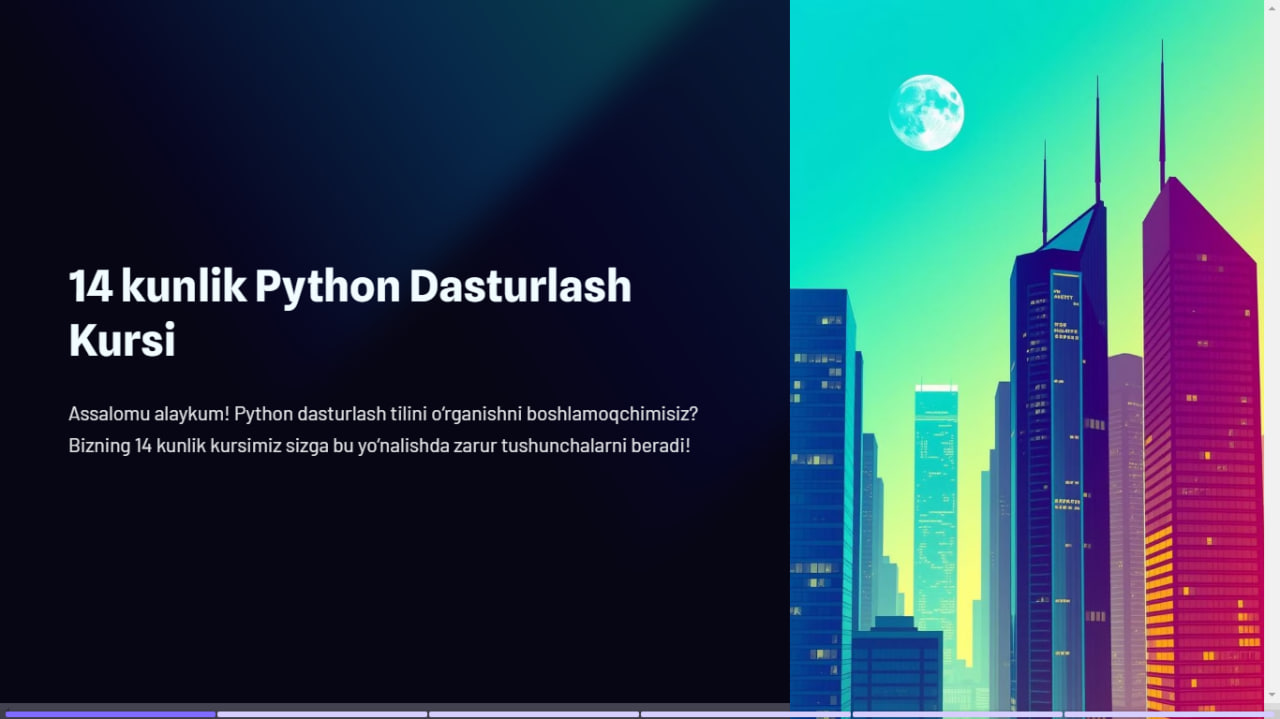 14 kunlik Python Dasturlash
Kursi
Assalomu alaykum! Python dasturlash tilini o‘rganishni boshlamoqchimisiz?
Bizning 14 kunlik kursimiz sizga bu yo‘nalishda zarur tushunchalarni beradi!